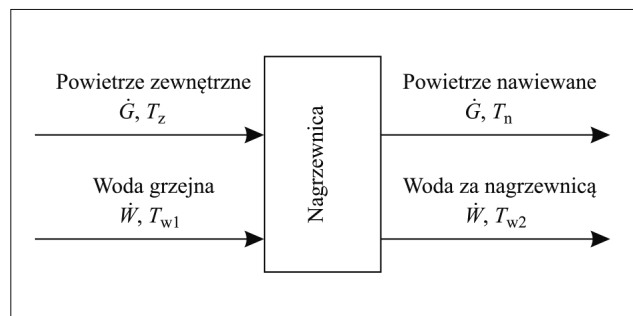 Powietrze zewnętrzne
Ġ, T_z
Powietrze nawiewane
Ġ, T_n
Nagrzewnica
Woda grzejna
Ẇ, T_w1
Woda za nagrzewnicą
Ẇ, T_w2